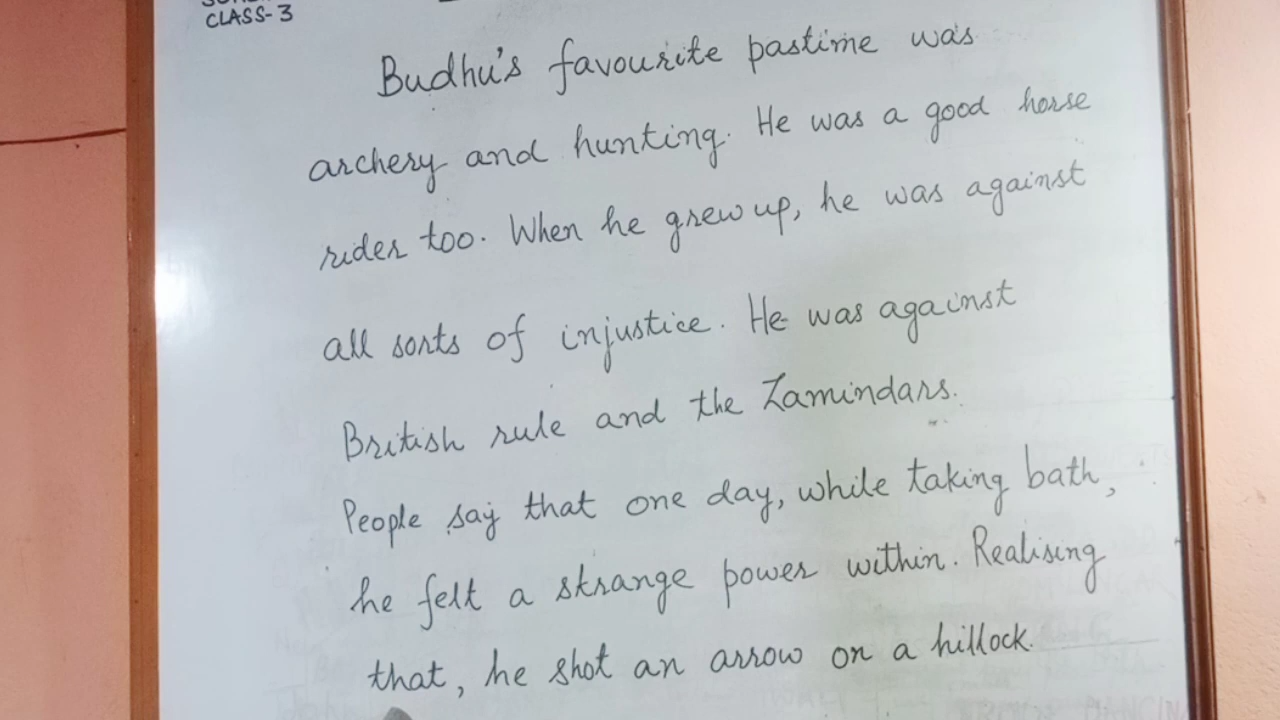 CLASS-3
Budhu's favourite pastime was
archery and hunting. He was a good horse
rider too. When he grew up, he was against
all sorts of injustice. He was against
British rule and the Zamindars.
People say that one day, while taking bath,
he felt a strange power within. Realising
that, he shot an arrow on a hillock.